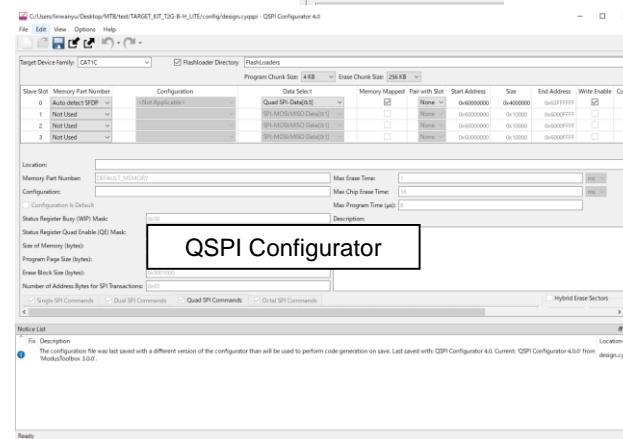 C:/Users/linwanyu/Desktop/MTB/test/TARGET_KIT_T2G-B-H_LITE/config/design.cyqspi - QSPI Configurator 4.0
File Edit View Options Help
Target Device Family: CAT1C Flashloader Directory FlashLoaders
Program Chunk Size: 4 KB Erase Chunk Size: 256 KB
Slave Slot Memory Part Number Configuration Data Select Memory Mapped Pair with Slot Start Address Size End Address Write Enable
0 Auto detect SFDP <Not Applicable> Quad SPI-Data[0:3] None 0x60000000 0x4000000 0x63FFFFFF
1 Not Used SPI-MOSI/MISO Data[0:1] None 0x60000000 0x10000 0x6000FFFF
2 Not Used SPI-MOSI/MISO Data[0:1] None 0x60000000 0x10000 0x6000FFFF
3 Not Used SPI-MOSI/MISO Data[0:1] None 0x60000000 0x10000 0x6000FFFF
Location:
Memory Part Number: DEFAULT_MEMORY Max Erase Time: 1 ms
Configuration: Max Chip Erase Time: 16 ms
Configuration Is Default Max Program Time (µs): 8
Status Register Busy (WIP) Mask: 0x00 Description:
Status Register Quad Enable (QE) Mask:
QSPI Configurator
Size of Memory (bytes):
Program Page Size (bytes):
Erase Block Size (bytes): 0x0001000
Number of Address Bytes for SPI Transactions: 0x03
Single SPI Commands Dual SPI Commands Quad SPI Commands Octal SPI Commands Hybrid Erase Sectors
Notice List
Fix Description Location
The configuration file was last saved with a different version of the configurator than will be used to perform code generation on save. Last saved with: QSPI Configurator 4.0. Current: 'QSPI Configurator 4.0.0' from
'ModusToolbox 3.0.0'. design.cy
Ready